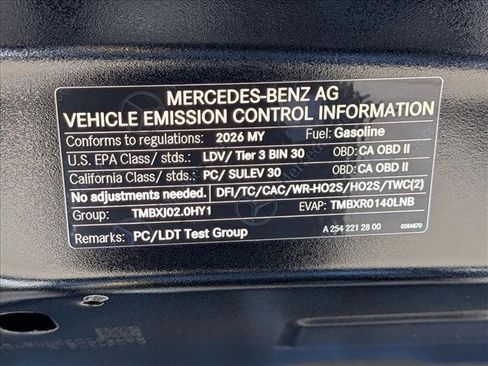 MERCEDES-BENZ AG
VEHICLE EMISSION CONTROL INFORMATION
Conforms to regulations: 2026 MY Fuel: Gasoline
U.S. EPA Class/ stds.: LDV/ Tier 3 BIN 30 OBD: CA OBD II
California Class/ stds.: PC/ SULEV 30 OBD: CA OBD II
No adjustments needed. DFI/TC/CAC/WR-HO2S/HO2S/TWC(2)
Group: TMBXJ02.0HY1 EVAP: TMBXR0140LNB
Remarks: PC/LDT Test Group A 254 221 28 00